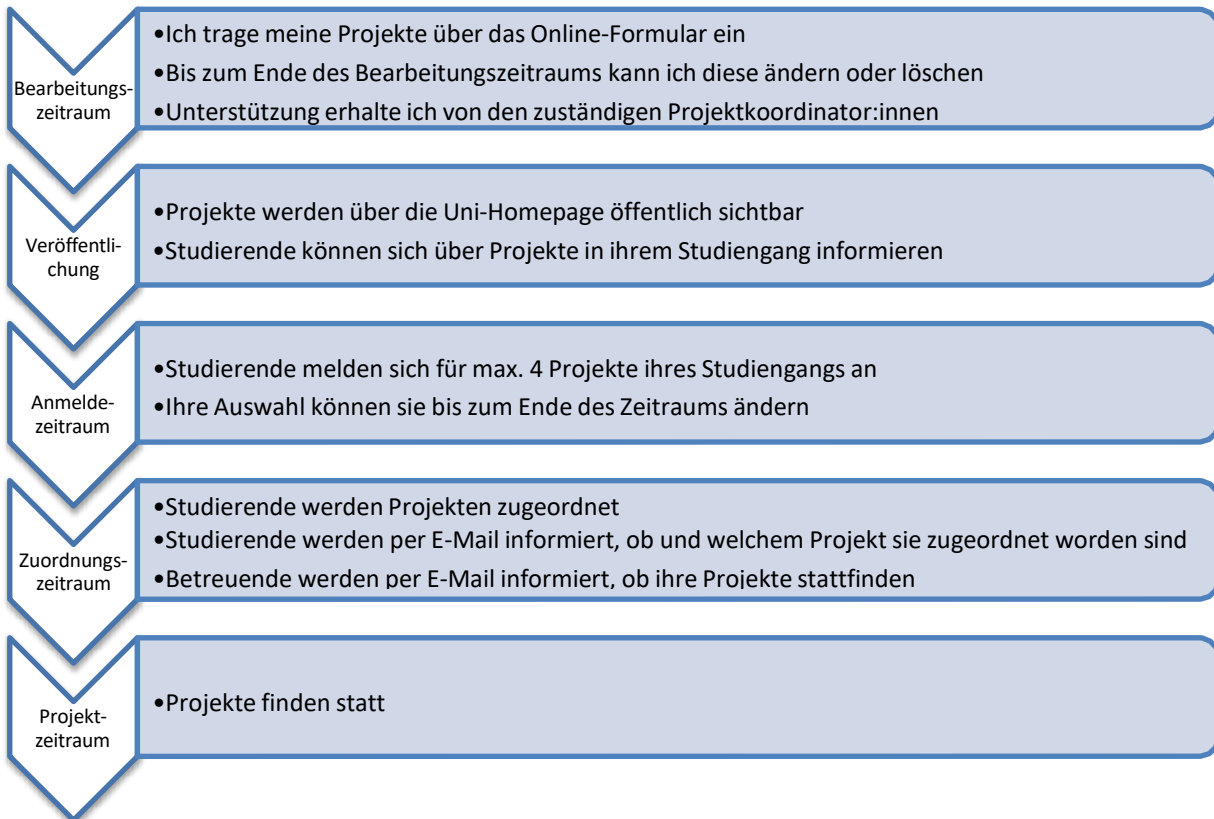 •Ich trage meine Projekte über das Online-Formular ein
Bearbeitungs-
zeitraum
•Bis zum Ende des Bearbeitungszeitraums kann ich diese ändern oder löschen
•Unterstützung erhalte ich von den zuständigen Projektkoordinator:innen
Veröffentli-
chung
•Projekte werden über die Uni-Homepage öffentlich sichtbar
•Studierende können sich über Projekte in ihrem Studiengang informieren
Anmelde-
zeitraum
•Studierende melden sich für max. 4 Projekte ihres Studiengangs an
•Ihre Auswahl können sie bis zum Ende des Zeitraums ändern
Zuordnungs-
zeitraum
•Studierende werden Projekten zugeordnet
•Studierende werden per E-Mail informiert, ob und welchem Projekt sie zugeordnet worden sind
•Betreuende werden per E-Mail informiert, ob ihre Projekte stattfinden
Projekt-
zeitraum
•Projekte finden statt